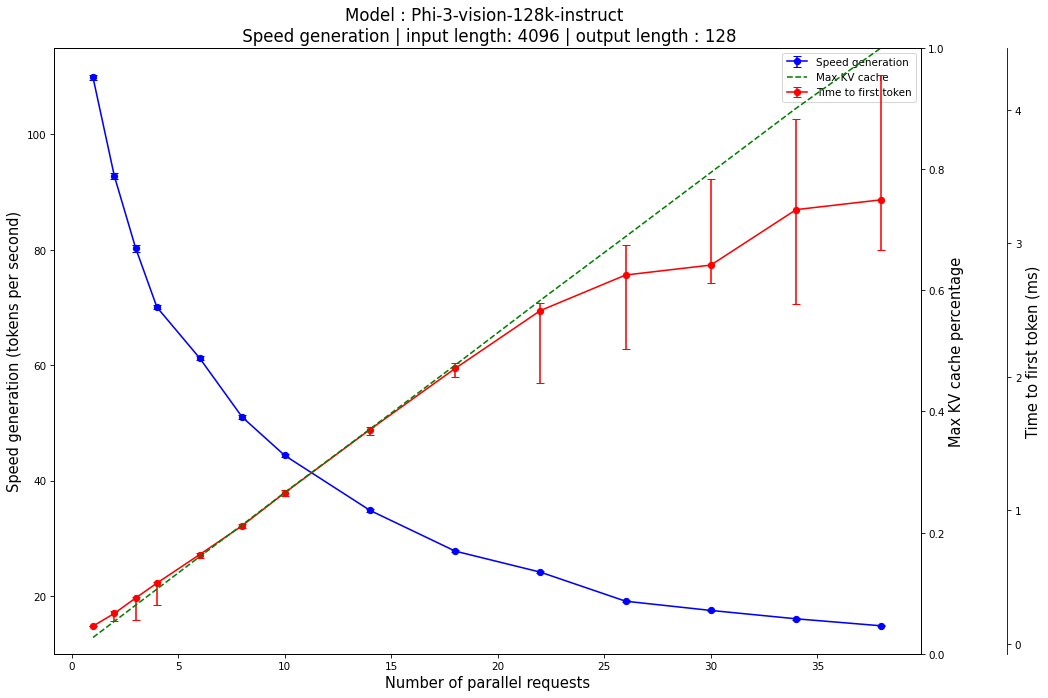 Model : Phi-3-vision-128k-instruct
Speed generation | input length: 4096 | output length : 128
Speed generation
Max KV cache
Time to first token
Speed generation (tokens per second)
100
80
60
40
20
0
5
10
15
20
25
30
35
Number of parallel requests
1.0
0.8
0.6
0.4
0.2
0.0
Max KV cache percentage
4
3
2
1
0
Time to first token (ms)